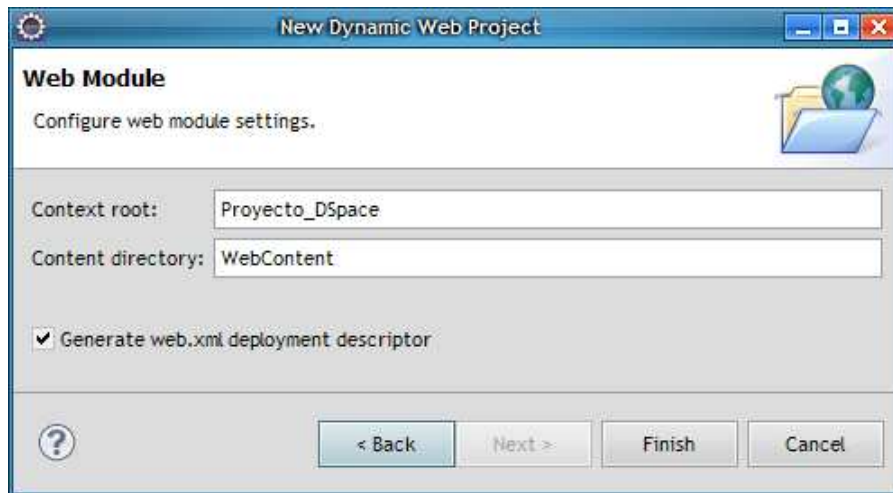 New Dynamic Web Project
Web Module
Configure web module settings.
Context root: Proyecto_DSpace
Content directory: WebContent
Generate web.xml deployment descriptor
? < Back Next > Finish Cancel